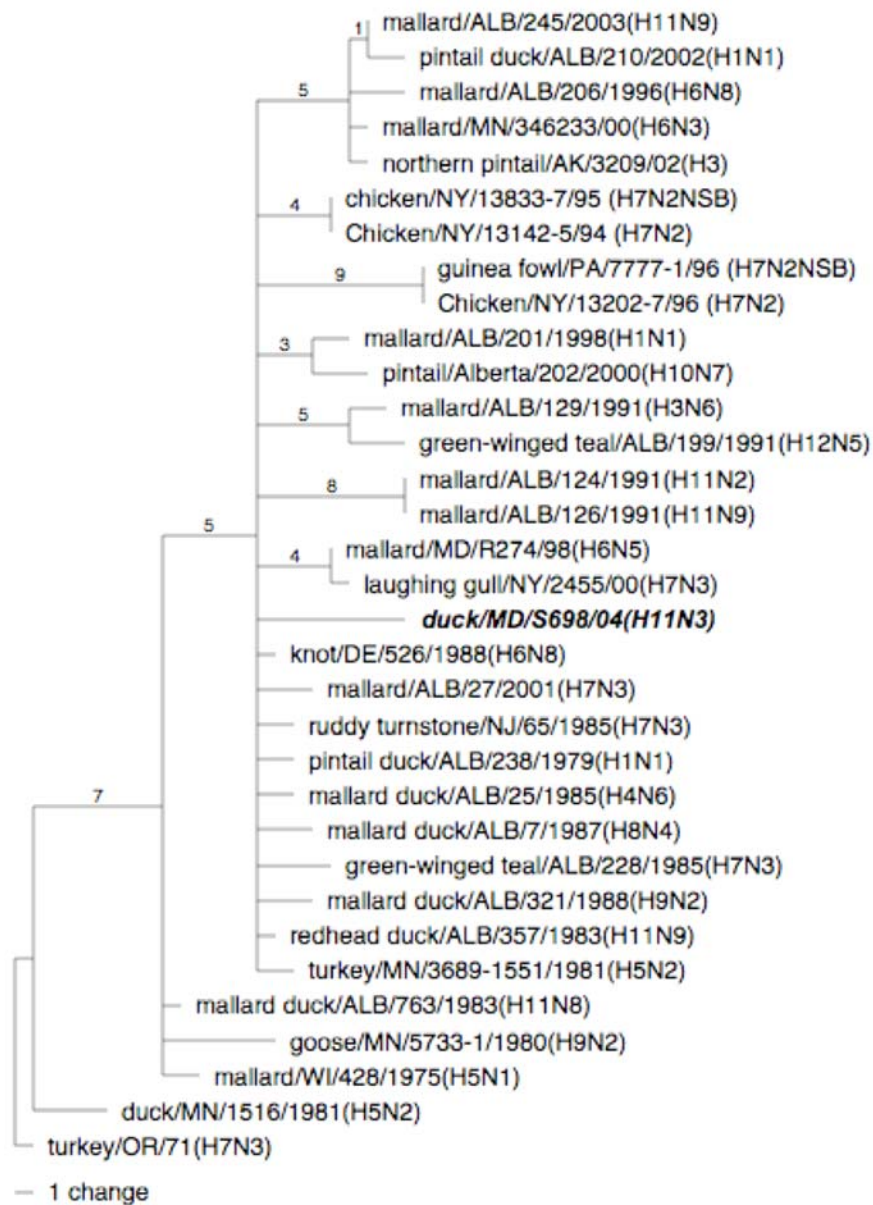 mallard/ALB/245/2003(H11N9)
1
pintail duck/ALB/210/2002(H1N1)
5
mallard/ALB/206/1996(H6N8)
mallard/MN/346233/00(H6N3)
northern pintail/AK/3209/02(H3)
chicken/NY/13833-7/95 (H7N2NSB)
4
Chicken/NY/13142-5/94 (H7N2)
guinea fowl/PA/7777-1/96 (H7N2NSB)
9
Chicken/NY/13202-7/96 (H7N2)
mallard/ALB/201/1998(H1N1)
3
pintail/Alberta/202/2000(H10N7)
mallard/ALB/129/1991(H3N6)
5
green-winged teal/ALB/199/1991(H12N5)
mallard/ALB/124/1991(H11N2)
8
mallard/ALB/126/1991(H11N9)
5
mallard/MD/R274/98(H6N5)
4
laughing gull/NY/2455/00(H7N3)
duck/MD/S698/04(H11N3)
knot/DE/526/1988(H6N8)
mallard/ALB/27/2001(H7N3)
ruddy turnstone/NJ/65/1985(H7N3)
pintail duck/ALB/238/1979(H1N1)
mallard duck/ALB/25/1985(H4N6)
7
mallard duck/ALB/7/1987(H8N4)
green-winged teal/ALB/228/1985(H7N3)
mallard duck/ALB/321/1988(H9N2)
redhead duck/ALB/357/1983(H11N9)
turkey/MN/3689-1551/1981(H5N2)
mallard duck/ALB/763/1983(H11N8)
goose/MN/5733-1/1980(H9N2)
mallard/WI/428/1975(H5N1)
duck/MN/1516/1981(H5N2)
turkey/OR/71(H7N3)
1 change